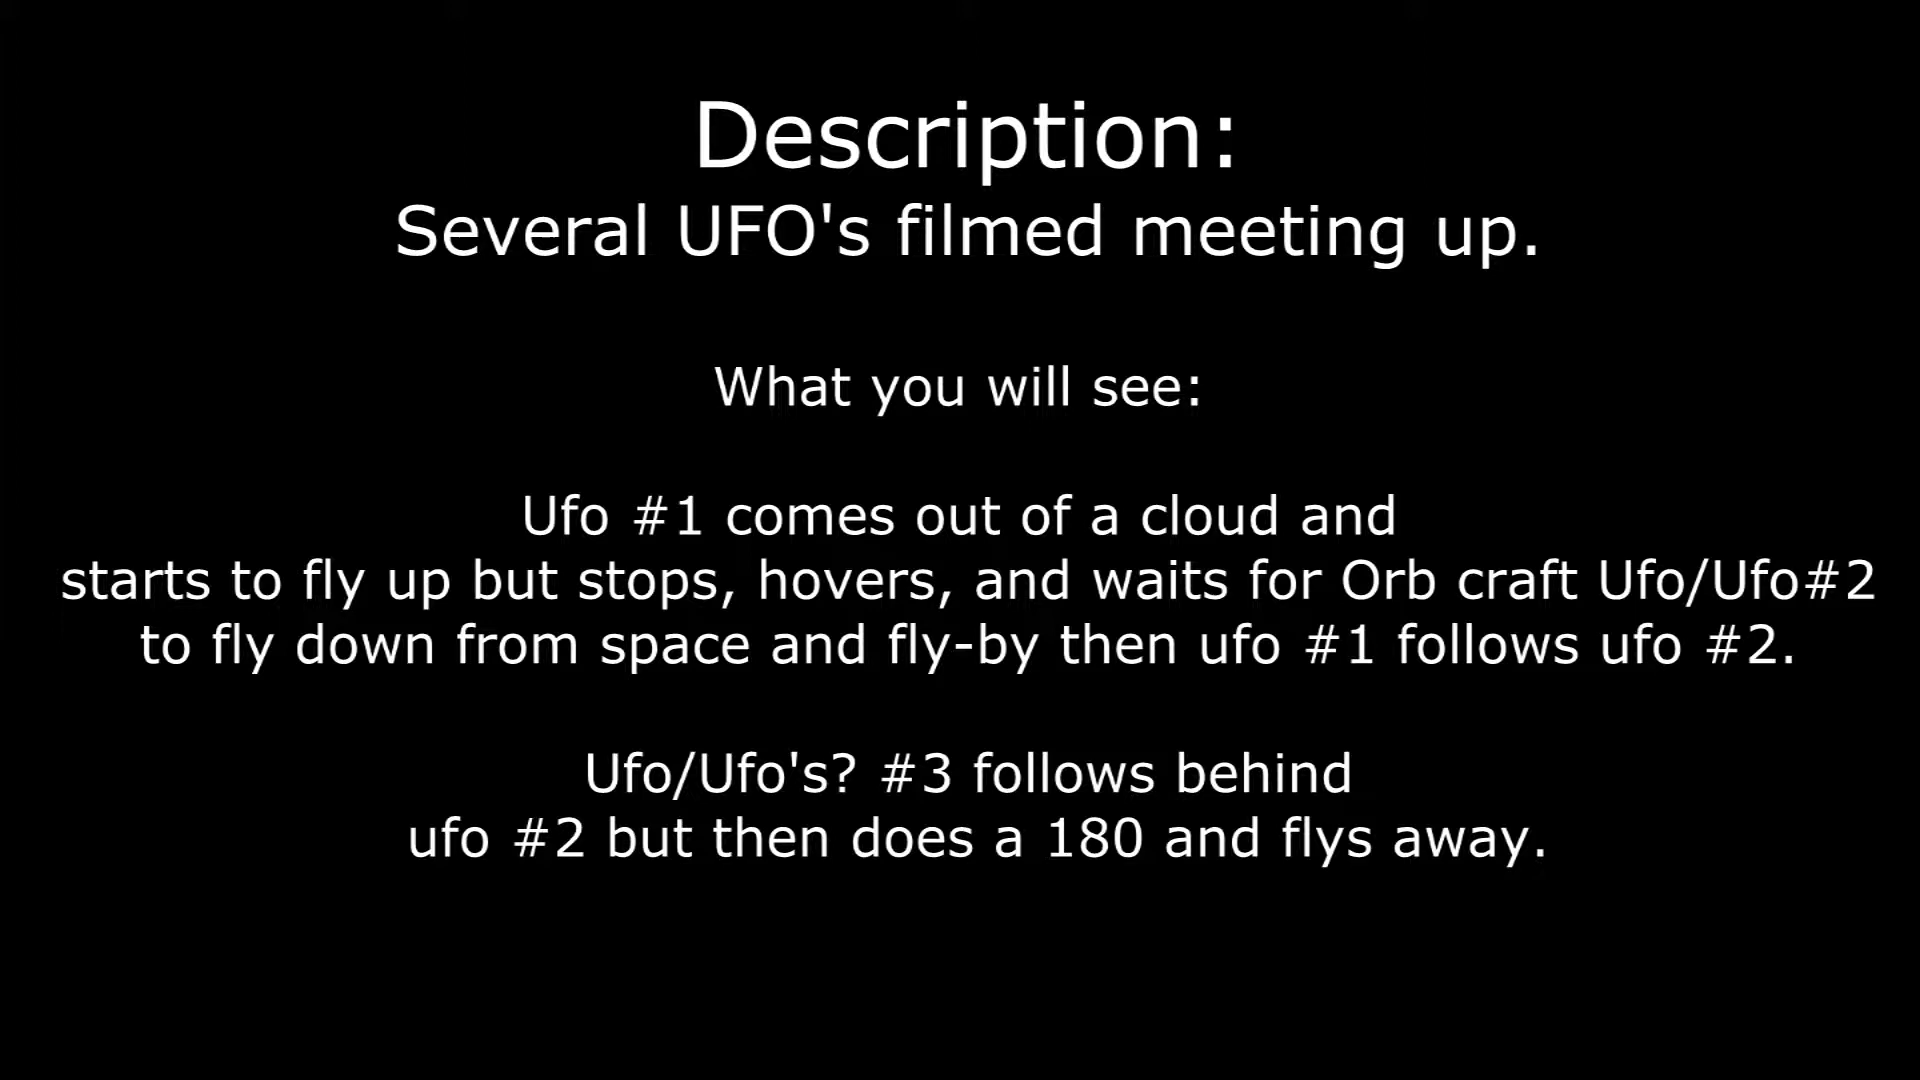 Description:
Several UFO's filmed meeting up.
What you will see:
Ufo #1 comes out of a cloud and
starts to fly up but stops, hovers, and waits for Orb craft Ufo/Ufo#2
to fly down from space and fly-by then ufo #1 follows ufo #2.
Ufo/Ufo's? #3 follows behind
ufo #2 but then does a 180 and flys away.